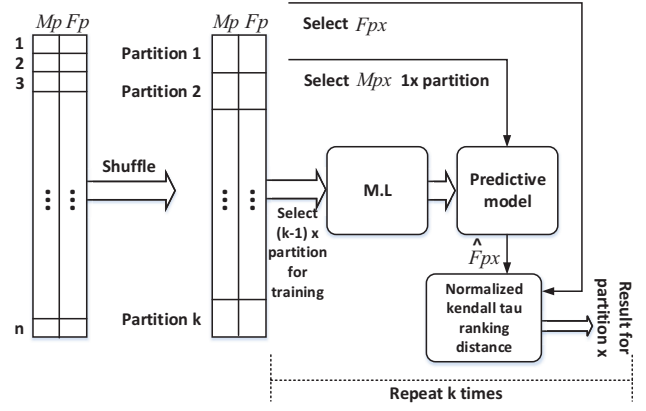 Mp Fp
1
2
3
n
Shuffle
Mp Fp
Partition 1
Partition 2
Partition k
Select
(k-1) x
partition
for
training
Select Fpx
Select Mpx 1x partition
M.L
Predictive
model
F̂px
Normalized
kendall tau
ranking
distance
Result for
partition x
Repeat k times